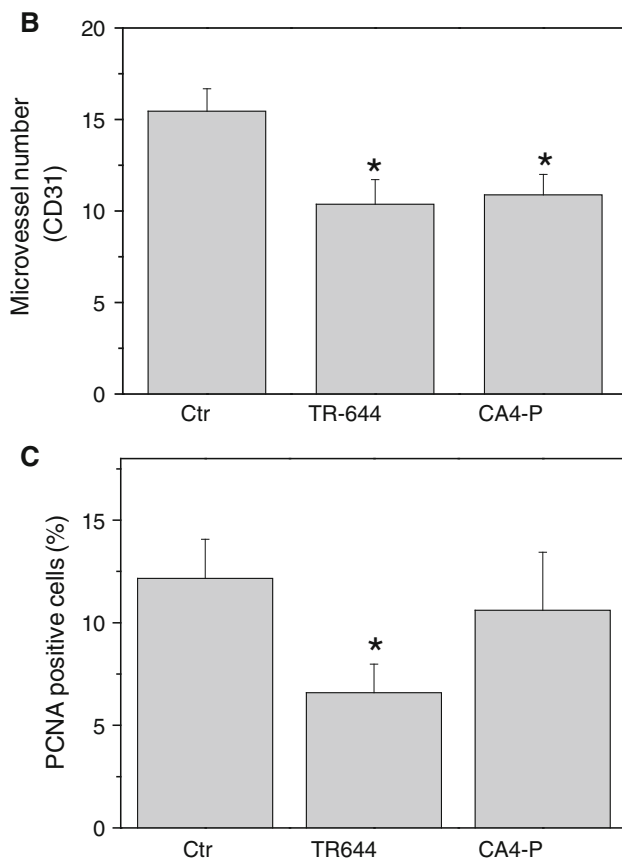 B
Microvessel number
(CD31)
20
15
10
5
0
*
*
Ctr TR-644 CA4-P
C
PCNA positive cells (%)
15
10
5
0
*
Ctr TR644 CA4-P